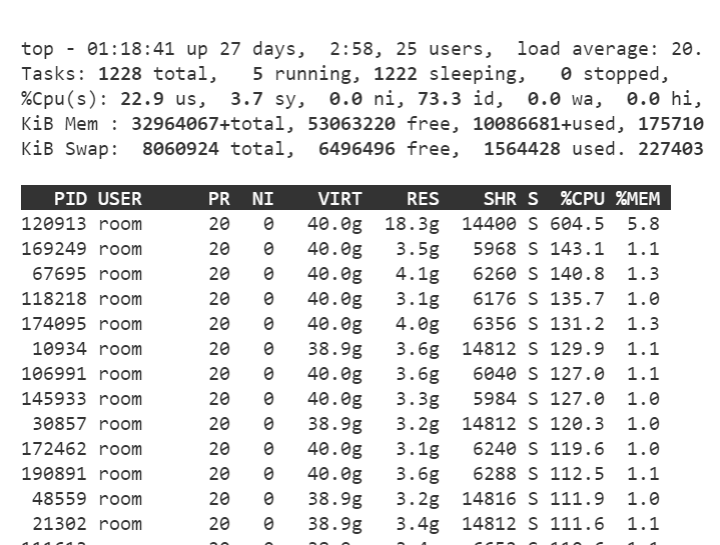 top - 01:18:41 up 27 days,  2:58, 25 users,  load average: 20.
Tasks: 1228 total,   5 running, 1222 sleeping,   0 stopped,
%Cpu(s): 22.9 us,  3.7 sy,  0.0 ni, 73.3 id,  0.0 wa,  0.0 hi,
KiB Mem : 32964067+total, 53063220 free, 10086681+used, 175710
KiB Swap:  8060924 total,  6496496 free,  1564428 used. 227403
PID USER      PR  NI    VIRT    RES    SHR S  %CPU %MEM
120913 room      20   0   40.0g  18.3g  14400 S 604.5  5.8
169249 room      20   0   40.0g   3.5g   5968 S 143.1  1.1
67695 room      20   0   40.0g   4.1g   6260 S 140.8  1.3
118218 room      20   0   40.0g   3.1g   6176 S 135.7  1.0
174095 room      20   0   40.0g   4.0g   6356 S 131.2  1.3
10934 room      20   0   38.9g   3.6g  14812 S 129.9  1.1
106991 room      20   0   40.0g   3.6g   6040 S 127.0  1.1
145933 room      20   0   40.0g   3.3g   5984 S 127.0  1.0
30857 room      20   0   38.9g   3.2g  14812 S 120.3  1.0
172462 room      20   0   40.0g   3.1g   6240 S 119.6  1.0
190891 room      20   0   40.0g   3.6g   6288 S 112.5  1.1
48559 room      20   0   38.9g   3.2g  14816 S 111.9  1.0
21302 room      20   0   38.9g   3.4g  14812 S 111.6  1.1